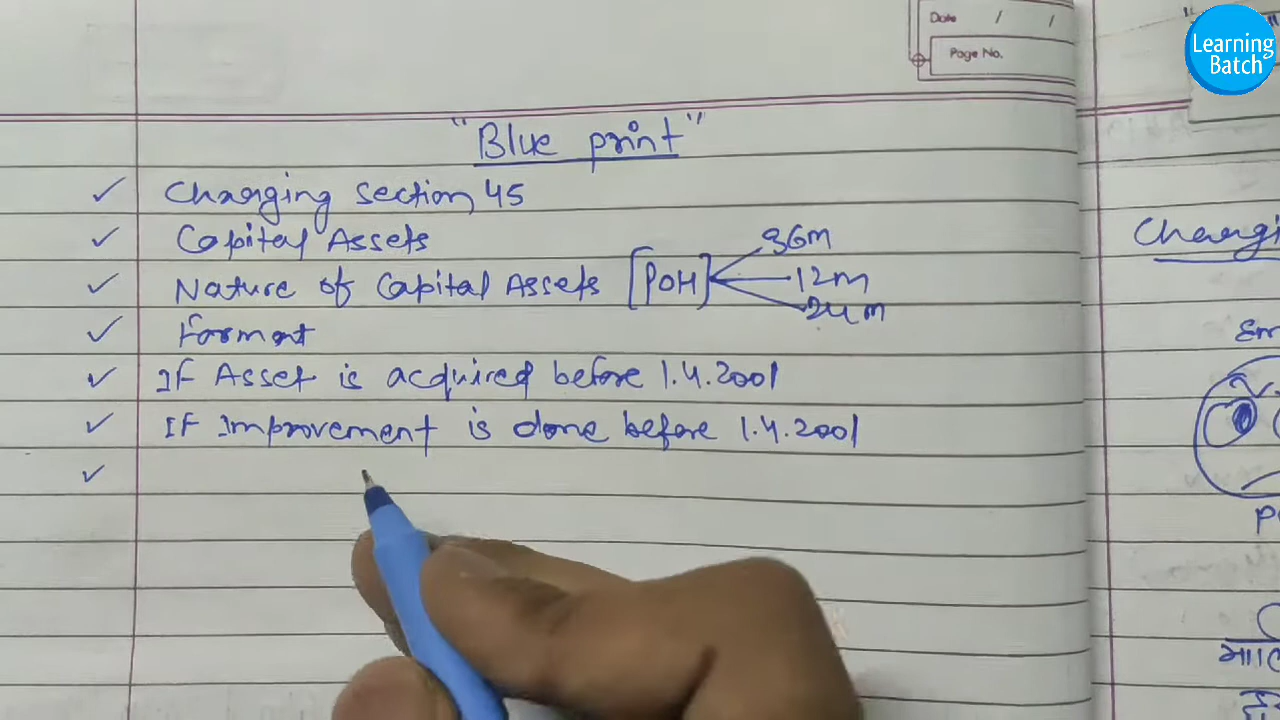 Date / /
Page No.
Learning
Batch
"Blue print"
✓ Charging section 45
✓ Capital Assets
✓ Nature of Capital Assets [POH] 36m
12m
24m
✓ Format
✓ If Asset is acquired before 1.4.2001
✓ If Improvement is done before 1.4.2001
✓
Chargi